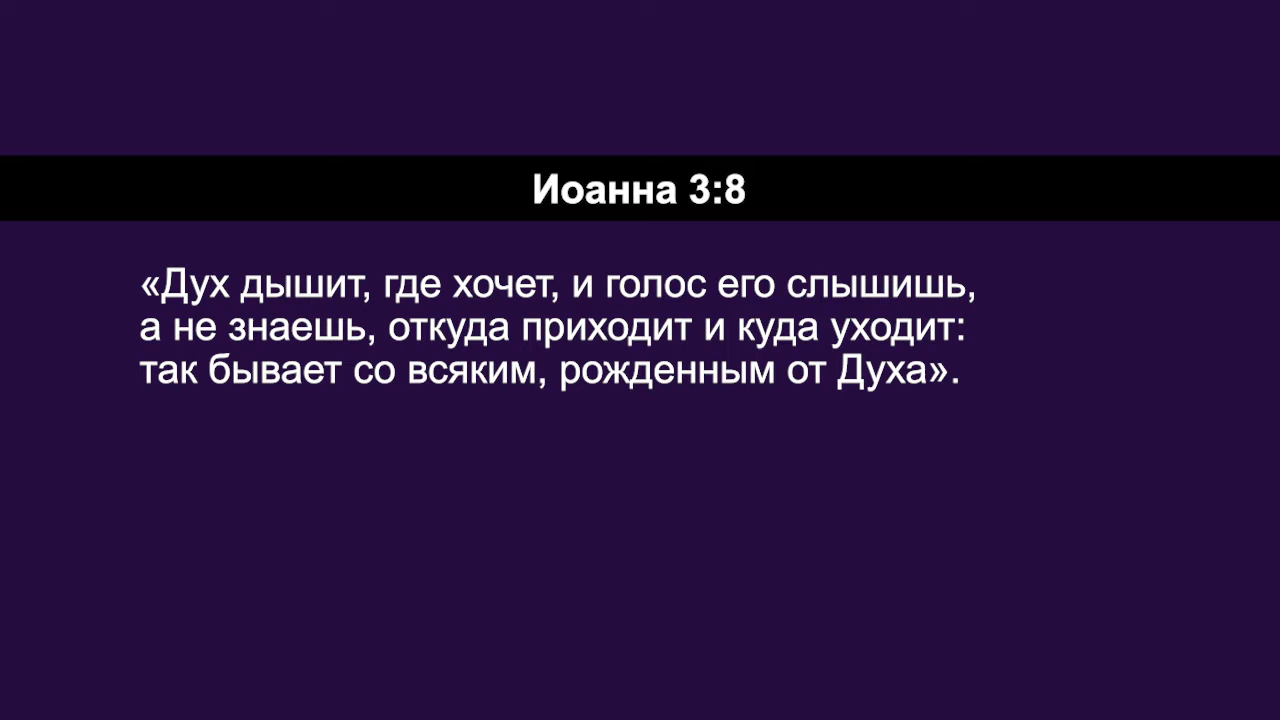 Иоанна 3:8
«Дух дышит, где хочет, и голос его слышишь,
а не знаешь, откуда приходит и куда уходит:
так бывает со всяким, рожденным от Духа».